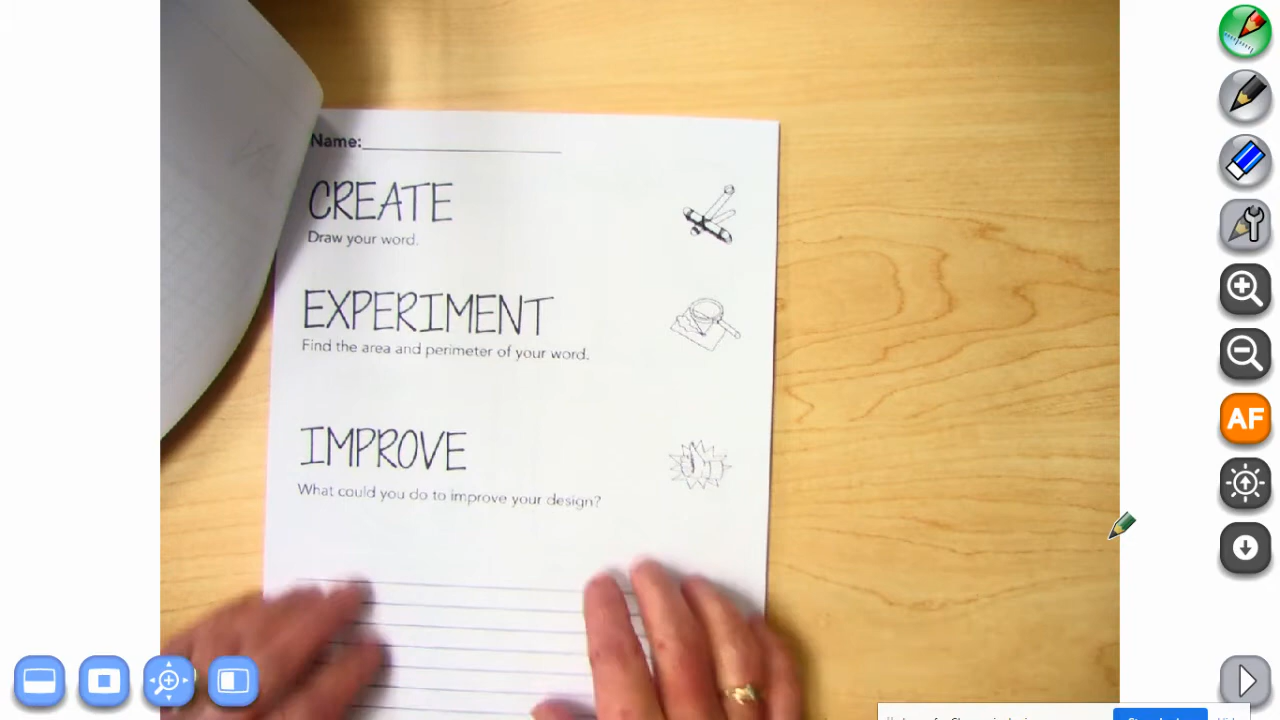 Name:
CREATE
Draw your word.
EXPERIMENT
Find the area and perimeter of your word.
IMPROVE
What could you do to improve your design?
AF